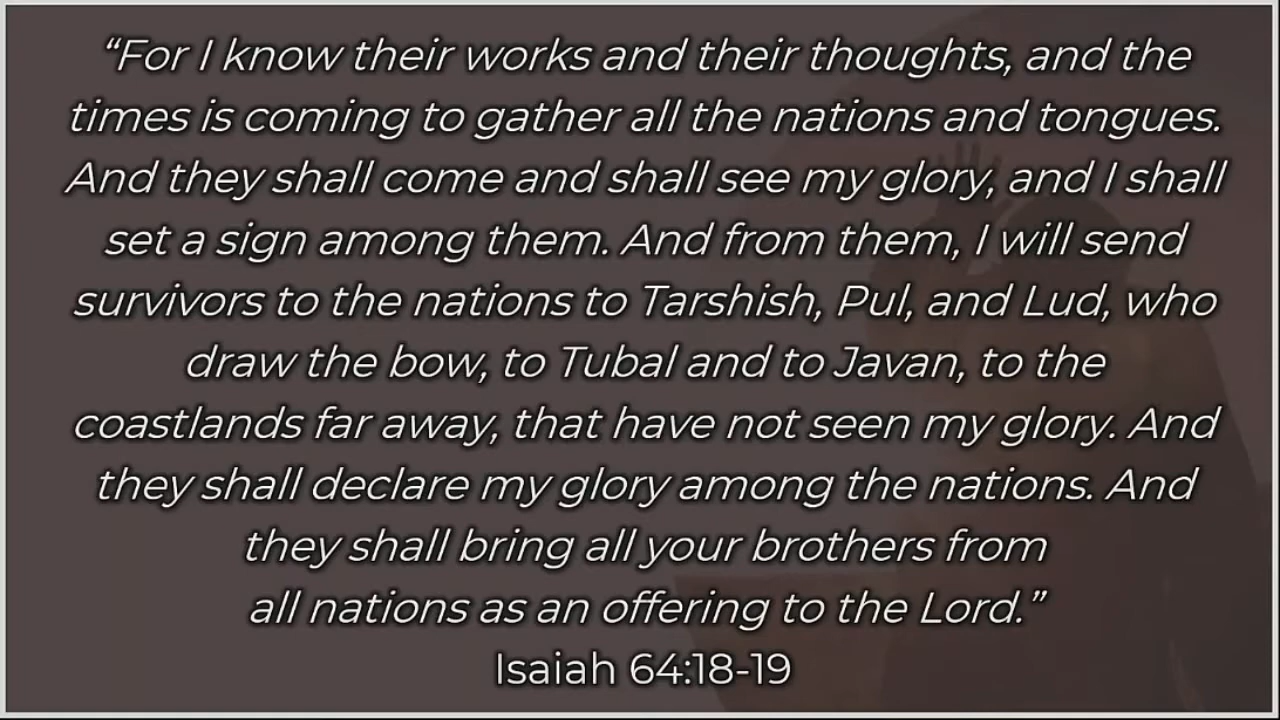 “For I know their works and their thoughts, and the
times is coming to gather all the nations and tongues.
And they shall come and shall see my glory, and I shall
set a sign among them. And from them, I will send
survivors to the nations to Tarshish, Pul, and Lud, who
draw the bow, to Tubal and to Javan, to the
coastlands far away, that have not seen my glory. And
they shall declare my glory among the nations. And
they shall bring all your brothers from
all nations as an offering to the Lord.”
Isaiah 64:18-19